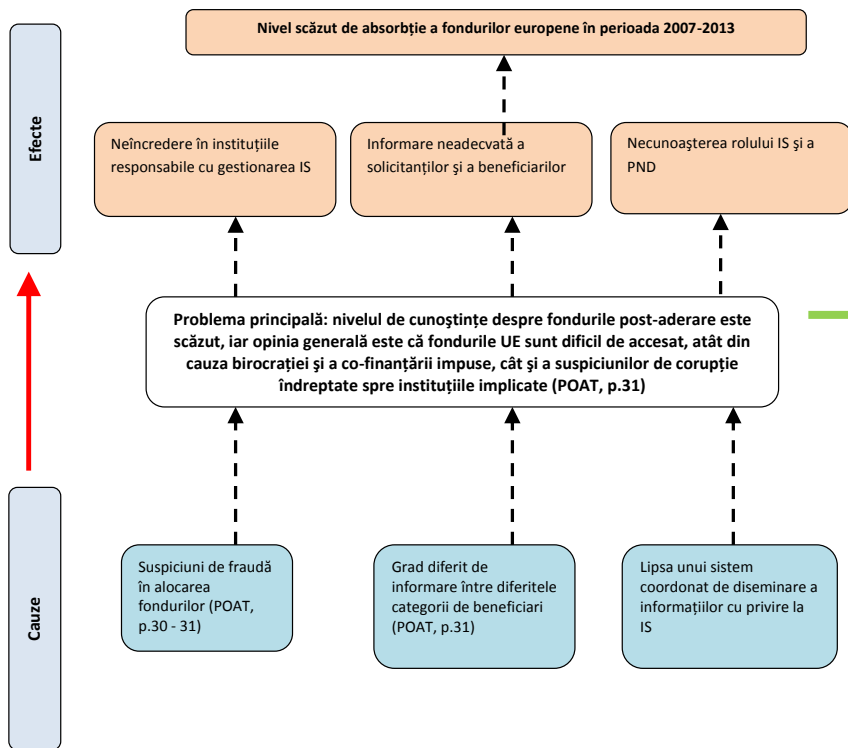 Nivel scăzut de absorbție a fondurilor europene în perioada 2007-2013
Efecte
Neîncredere în instituțiile
responsabile cu gestionarea IS
Informare neadecvată a
solicitanților și a beneficiarilor
Necunoașterea rolului IS și a
PND
Problema principală: nivelul de cunoștințe despre fondurile post-aderare este
scăzut, iar opinia generală este că fondurile UE sunt dificil de accesat, atât din
cauza birocrației și a co-finanțării impuse, cât și a suspiciunilor de corupție
îndreptate spre instituțiile implicate (POAT, p.31)
Cauze
Suspiciuni de fraudă
în alocarea
fondurilor (POAT,
p.30 - 31)
Grad diferit de
informare între diferitele
categorii de beneficiari
(POAT, p.31)
Lipsa unui sistem
coordonat de diseminare a
informațiilor cu privire la
IS